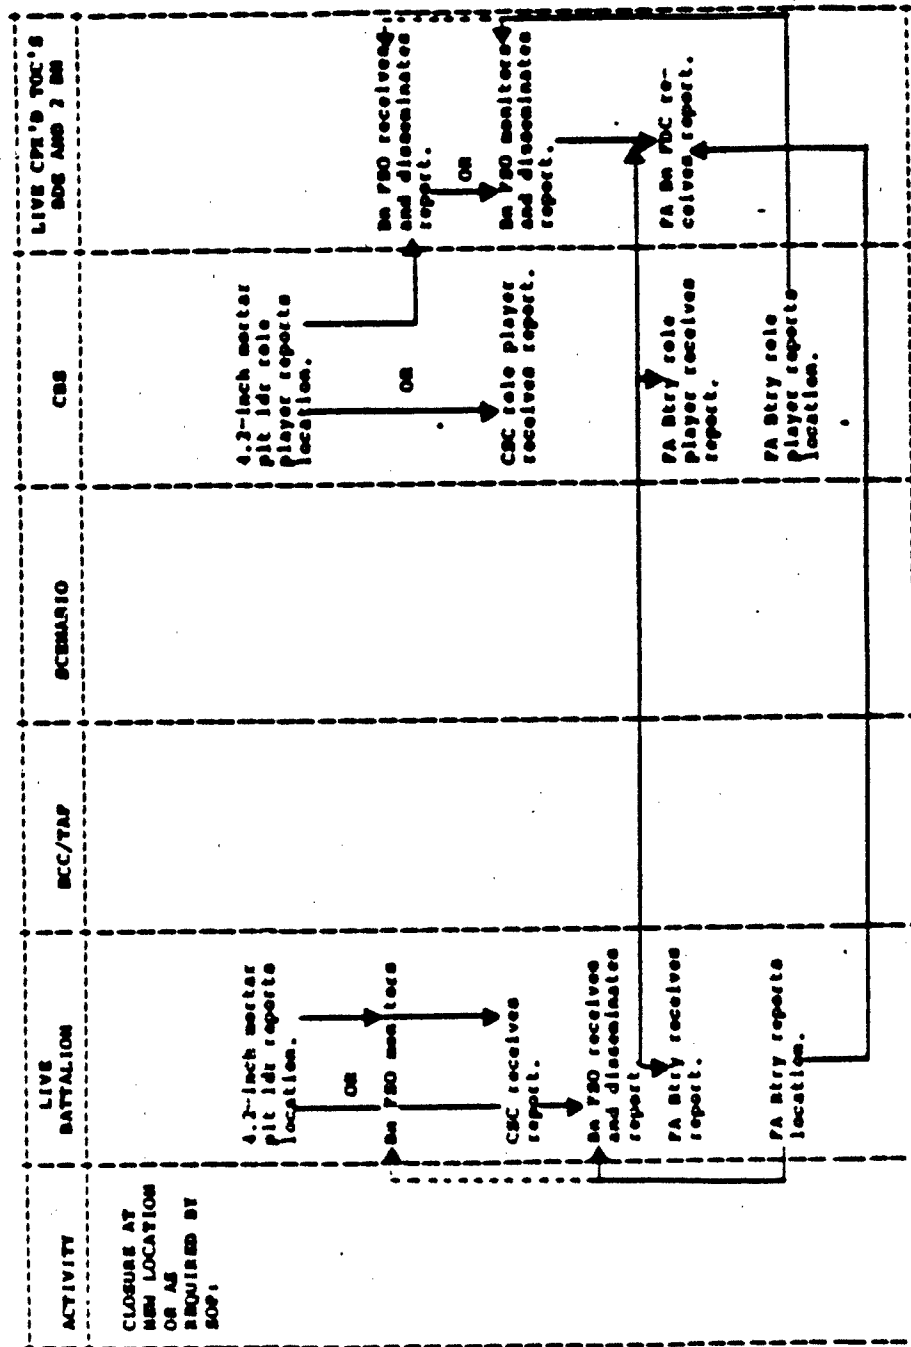 ACTIVITY
LIVE
BATTALION
BCC/TAF
SCENARIO
CBS
LIVE CPX'D TOC'S
BDE AND 2 BN
CLOSURE AT
NEW LOCATION
OR AS
REQUIRED BY
SOP:
4.2-inch mortar
plt ldr reports
location.
OR
Bn FSO monitors
CSC receives
report.
Bn FSO receives
and disseminates
report.
FA Btry receives
report.
FA Btry reports
location.
4.2-inch mortar
plt ldr role
player reports
location.
OR
CSC role player
receives report.
FA Btry role
player receives
report.
FA Btry role
player reports
location.
Bn FSO receives
and disseminates
report.
OR
Bn FSO monitors
and disseminates
report.
FA Bn FDC re-
ceives report.